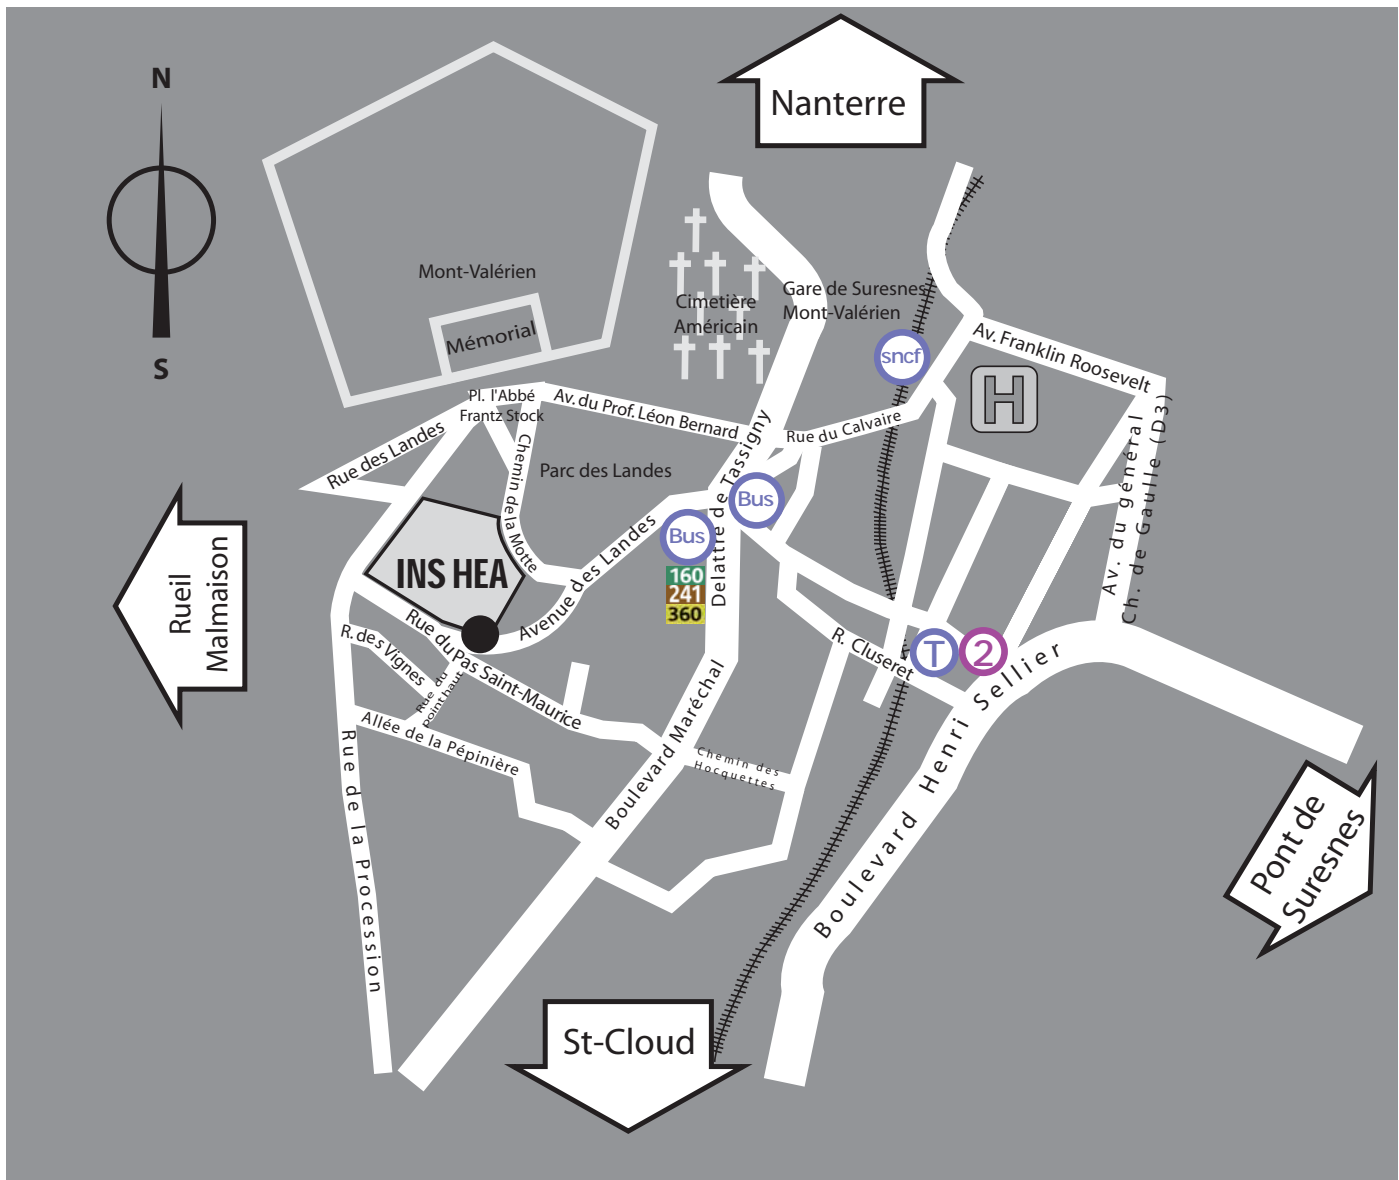 N
S
Nanterre
Mont-Valérien
Mémorial
Cimetière
Américain
Gare de Suresnes
Mont-Valérien
sncf
Av. Franklin Roosevelt
H
Pl. l'Abbé
Frantz Stock
Av. du Prof. Léon Bernard
Rue du Calvaire
Rue des Landes
Chemin de la Motte
Parc des Landes
Bus
Bus
160
241
360
Av. du général
Ch. de Gaulle (D3)
Rueil
Malmaison
INS HEA
Avenue des Landes
Boulevard Maréchal
Delattre de Tassigny
R. des Vignes
Rue du Pas Saint-Maurice
Rue du
point haut
Allée de la Pépinière
R. Cluseret
T
2
Chemin des
Hocquettes
Boulevard Henri Sellier
Rue de la Procession
Pont de
Suresnes
St-Cloud